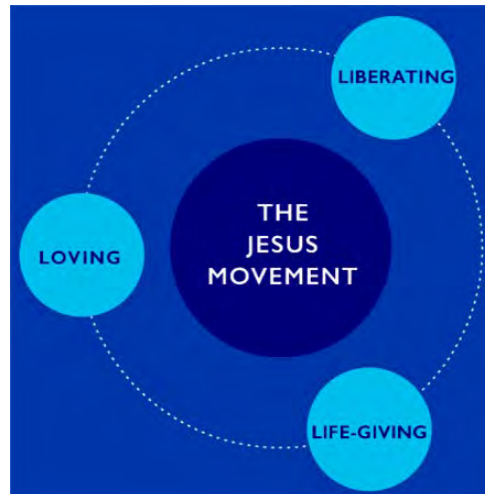 LIBERATING
THE
JESUS
MOVEMENT
LOVING
LIFE-GIVING